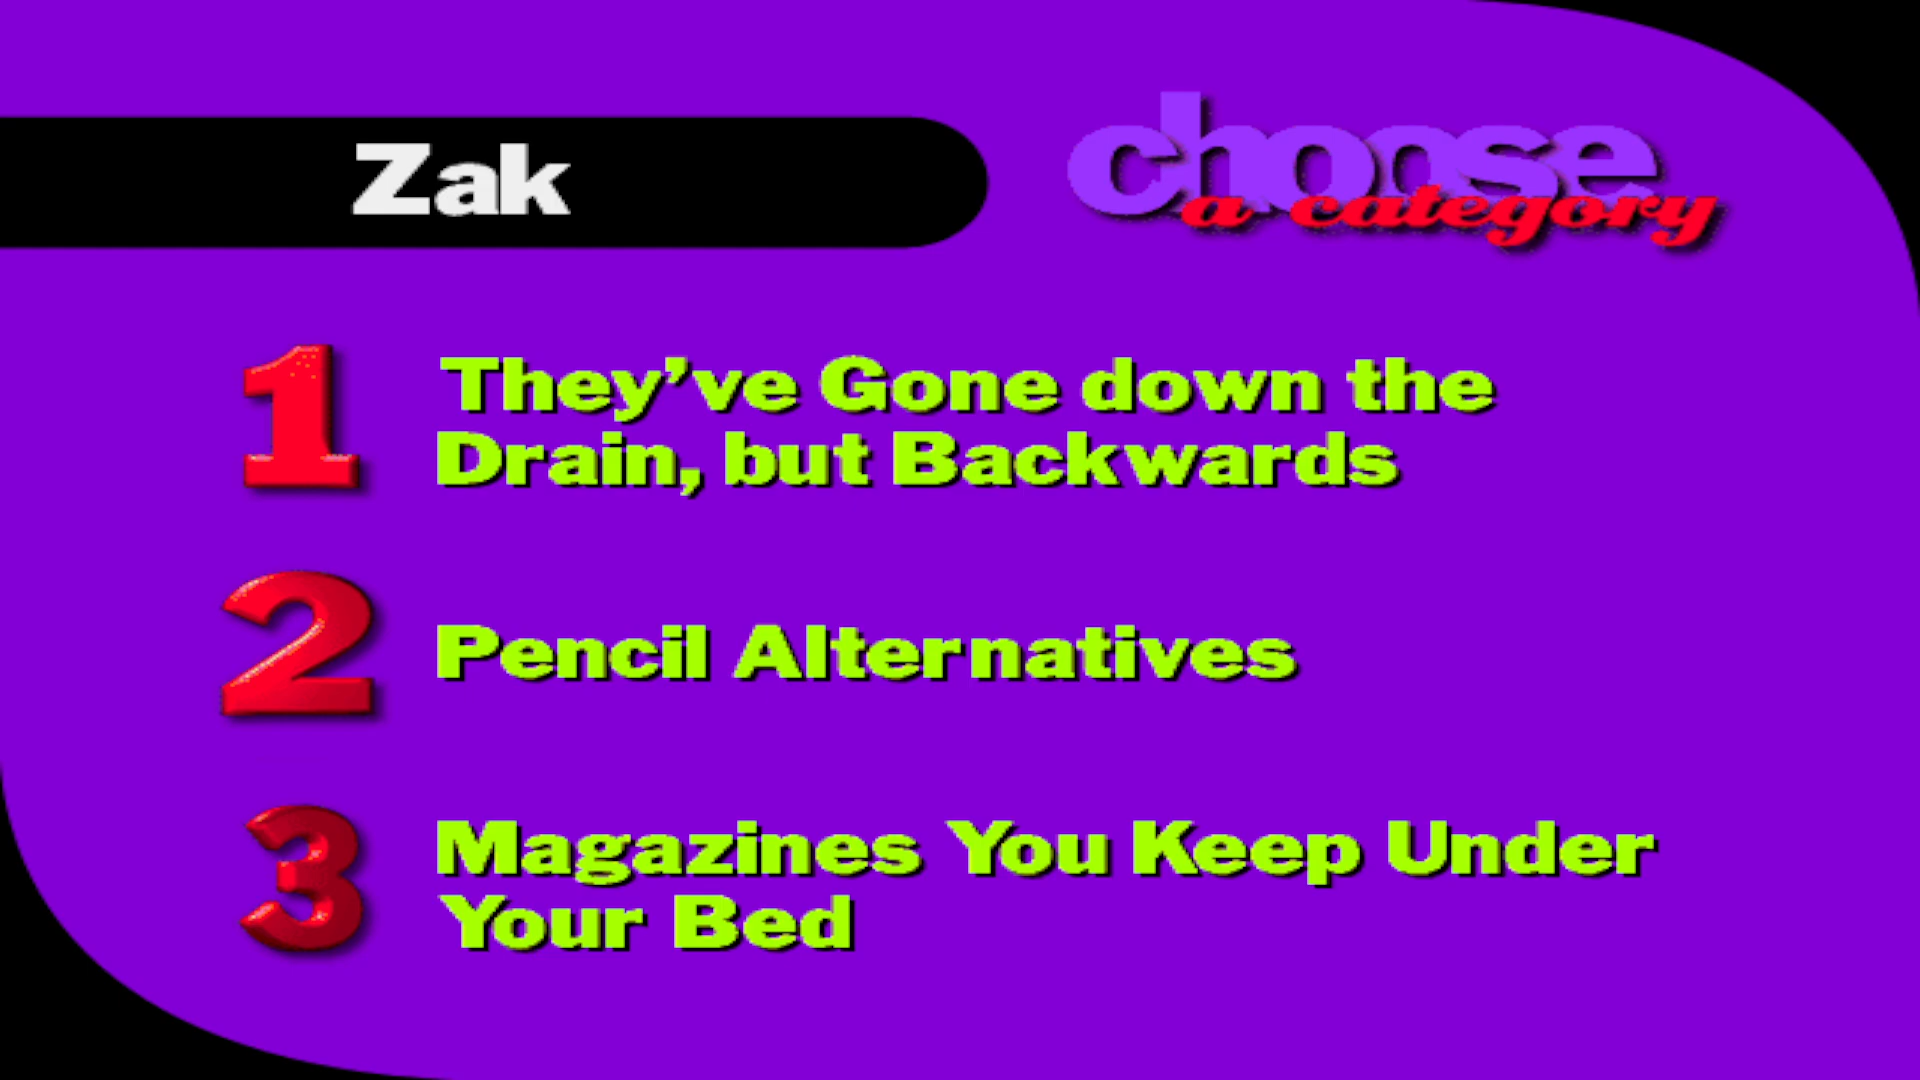 Zak
choose
a category
1
They’ve Gone down the
Drain, but Backwards
2
Pencil Alternatives
3
Magazines You Keep Under
Your Bed